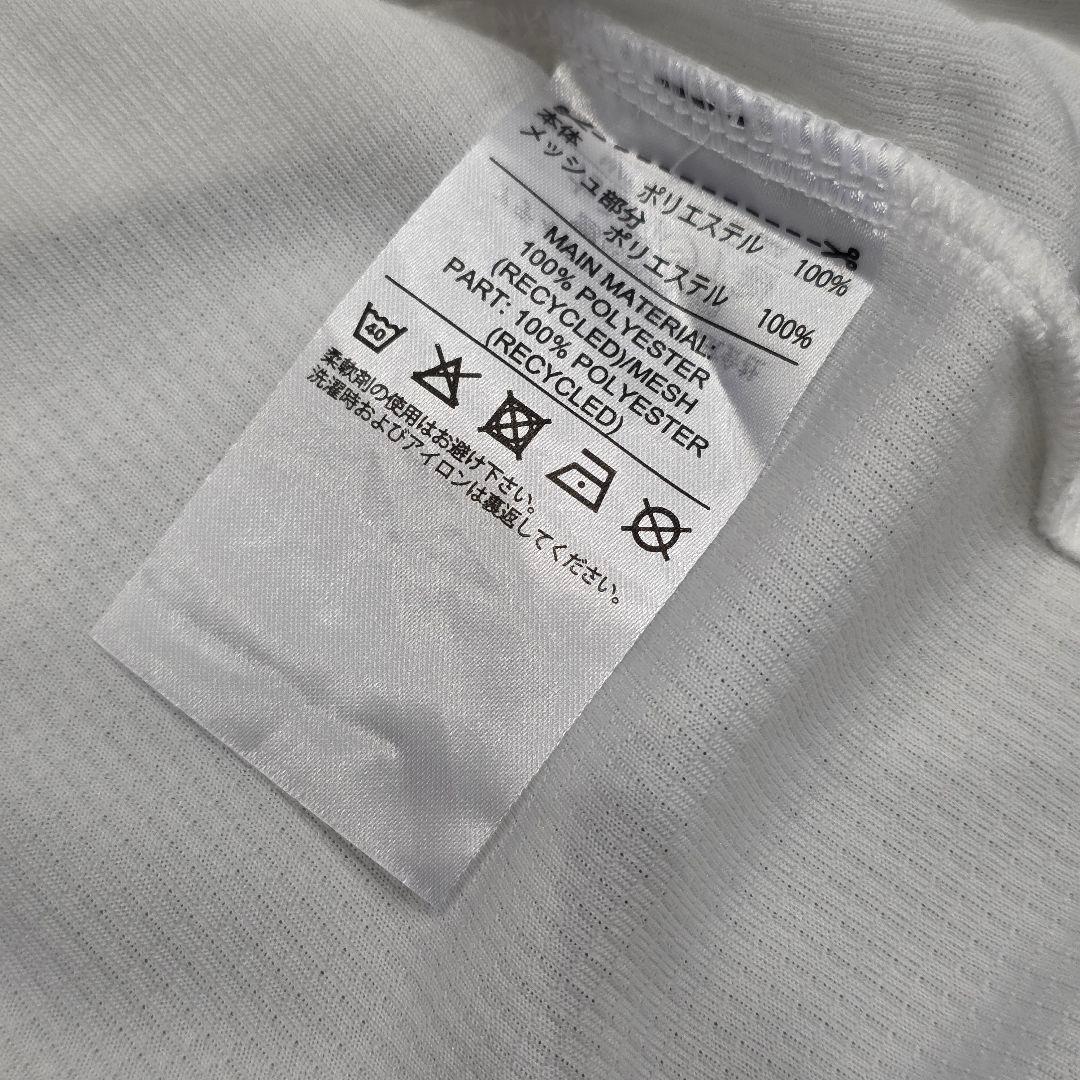 本体
ポリエステル 100%
メッシュ部分
ポリエステル 100%
MAIN MATERIAL:
100% POLYESTER
(RECYCLED)/MESH
PART: 100% POLYESTER
(RECYCLED)
40
柔軟剤の使用はお避け下さい。
洗濯時およびアイロンは裏返してください。